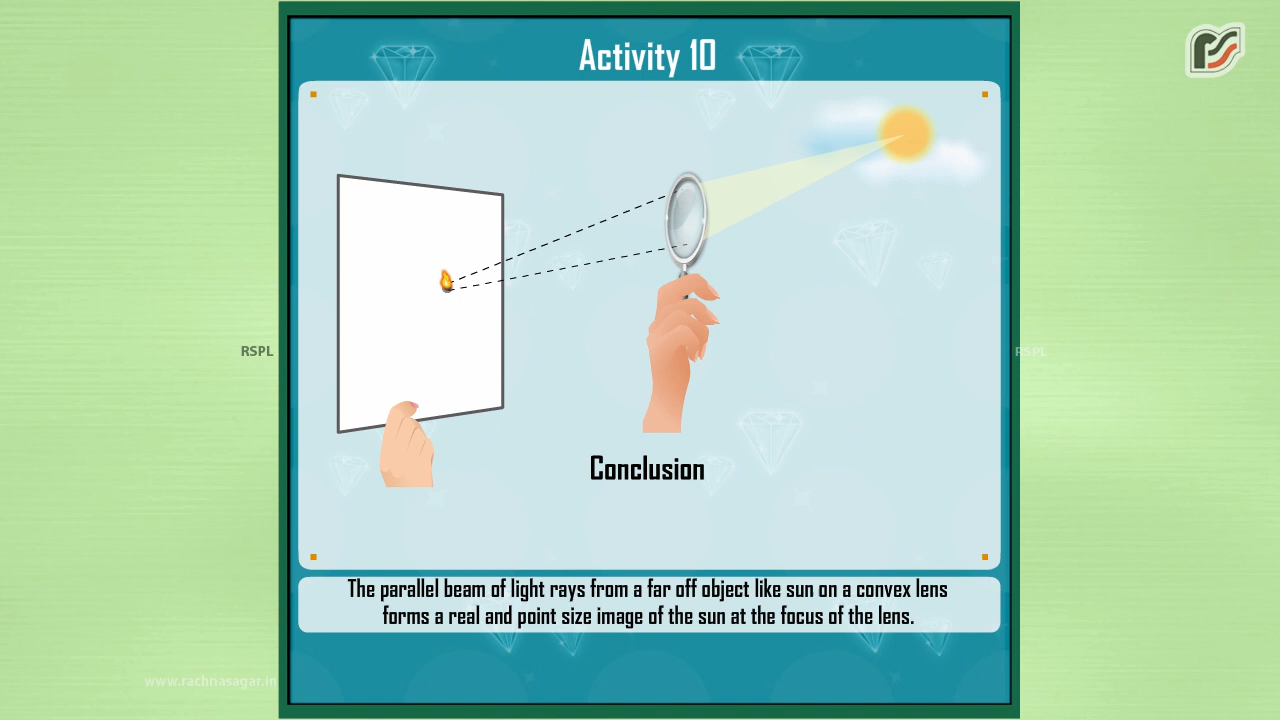 Activity 10
RSPL
RSPL
Conclusion
The parallel beam of light rays from a far off object like sun on a convex lens
forms a real and point size image of the sun at the focus of the lens.
www.rachnasagar.in